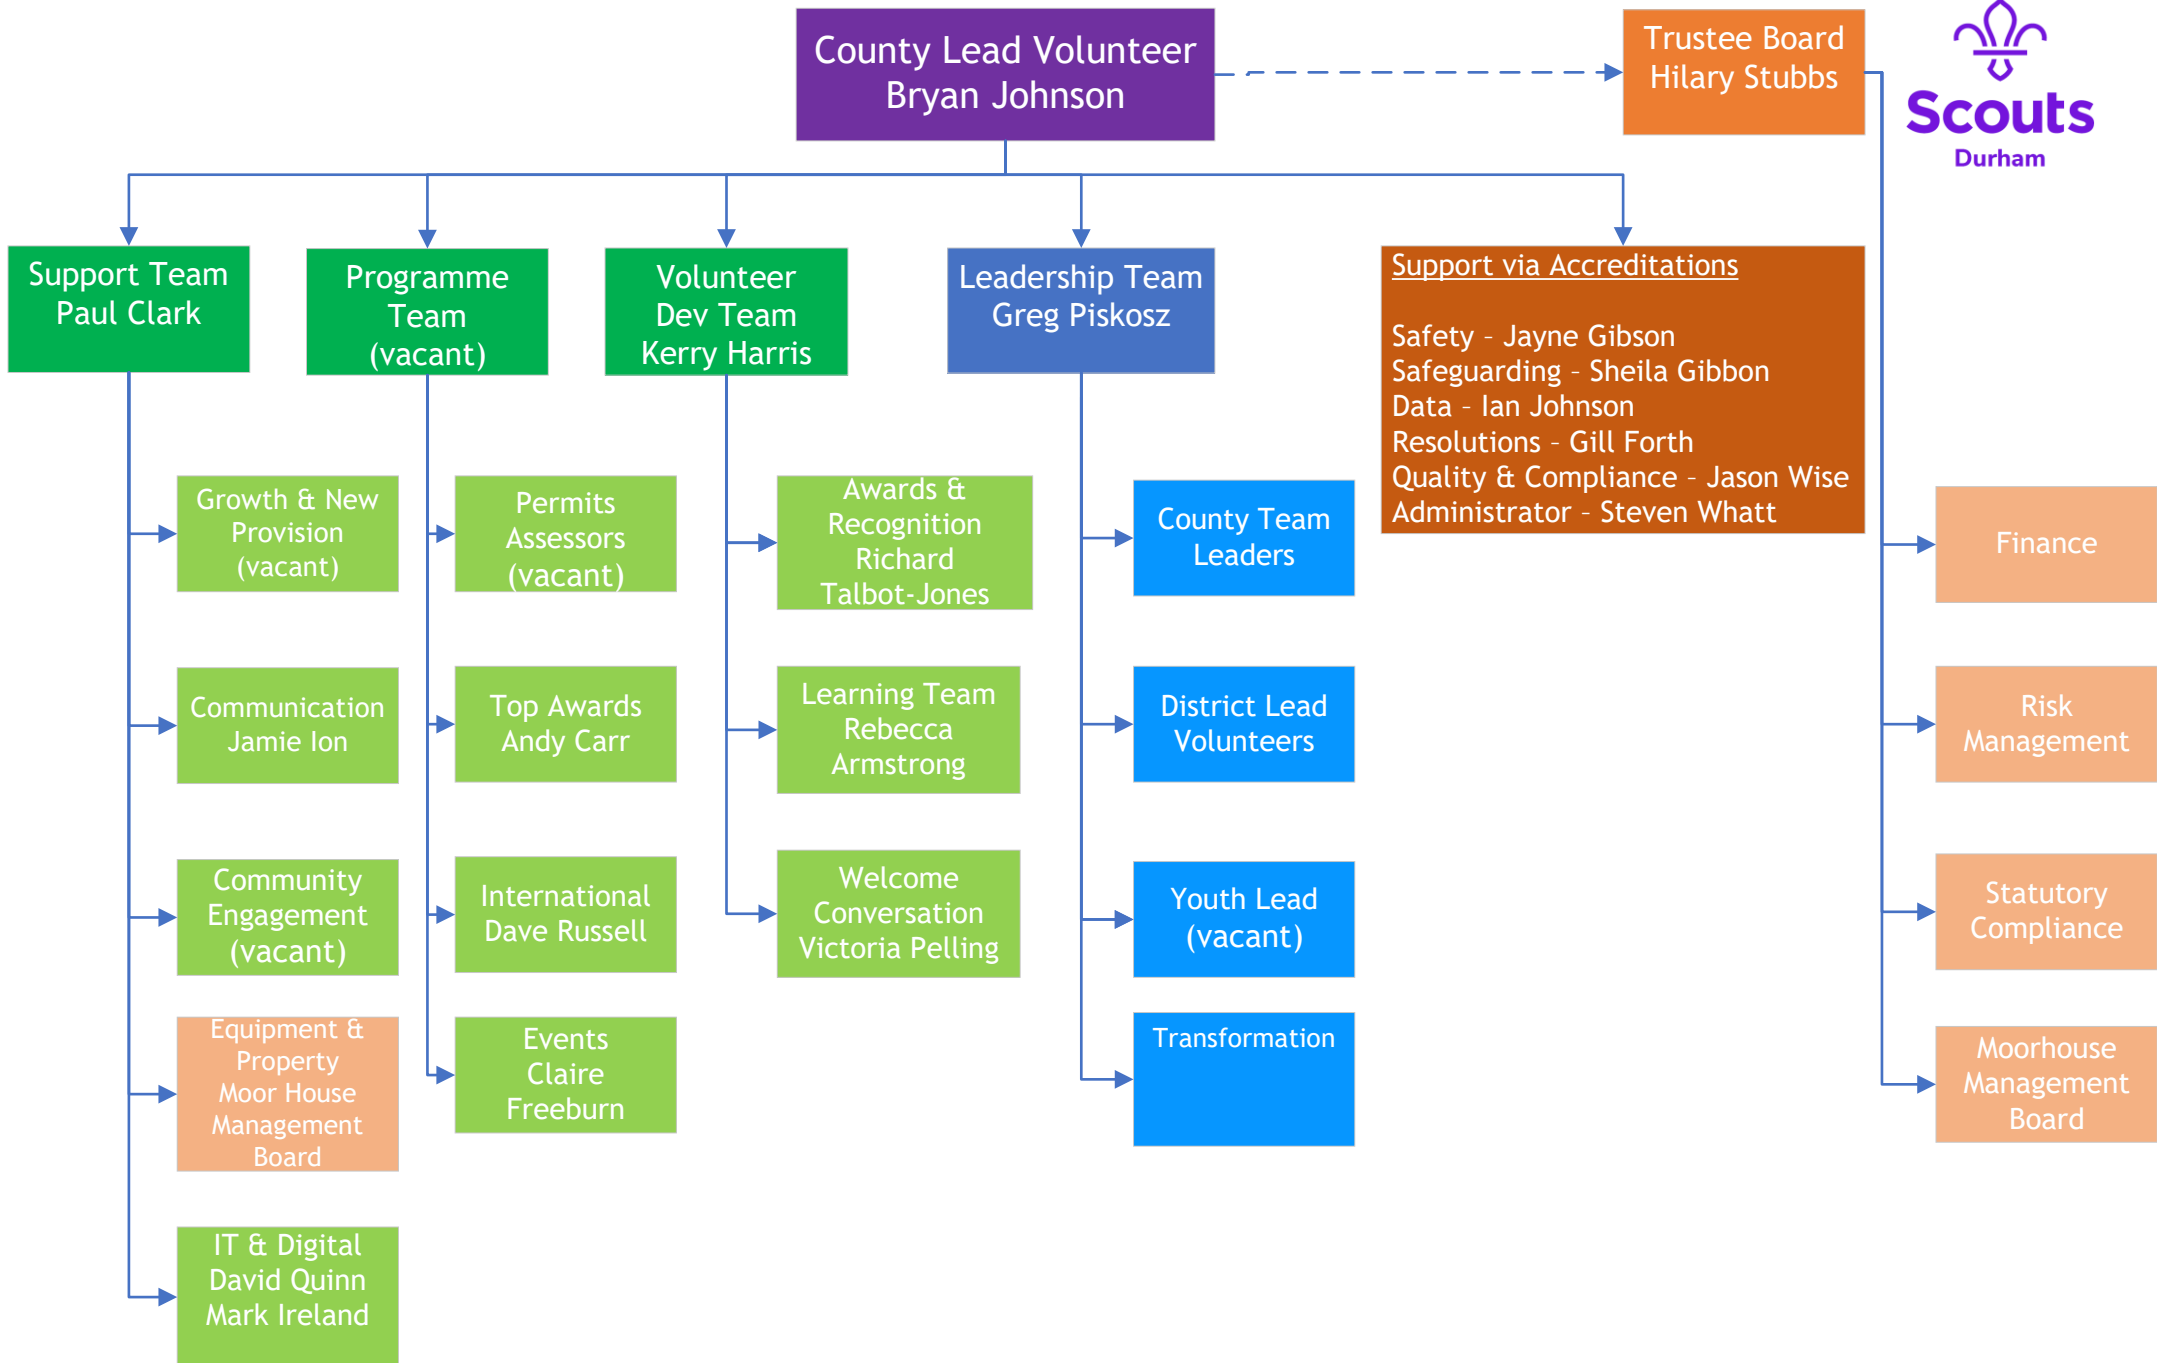 County Lead Volunteer
Bryan Johnson
Trustee Board
Hilary Stubbs
Scouts
Durham
Support Team
Paul Clark
Programme
Team
(vacant)
Volunteer
Dev Team
Kerry Harris
Leadership Team
Greg Piskosz
Support via Accreditations
Safety – Jayne Gibson
Safeguarding – Sheila Gibbon
Data – Ian Johnson
Resolutions – Gill Forth
Quality & Compliance – Jason Wise
Administrator – Steven Whatt
Growth & New
Provision
(vacant)
Communication
Jamie Ion
Community
Engagement
(vacant)
Equipment &
Property
Moor House
Management
Board
IT & Digital
David Quinn
Mark Ireland
Permits
Assessors
(vacant)
Top Awards
Andy Carr
International
Dave Russell
Events
Claire
Freeburn
Awards &
Recognition
Richard
Talbot-Jones
Learning Team
Rebecca
Armstrong
Welcome
Conversation
Victoria Pelling
County Team
Leaders
District Lead
Volunteers
Youth Lead
(vacant)
Transformation
Finance
Risk
Management
Statutory
Compliance
Moorhouse
Management
Board